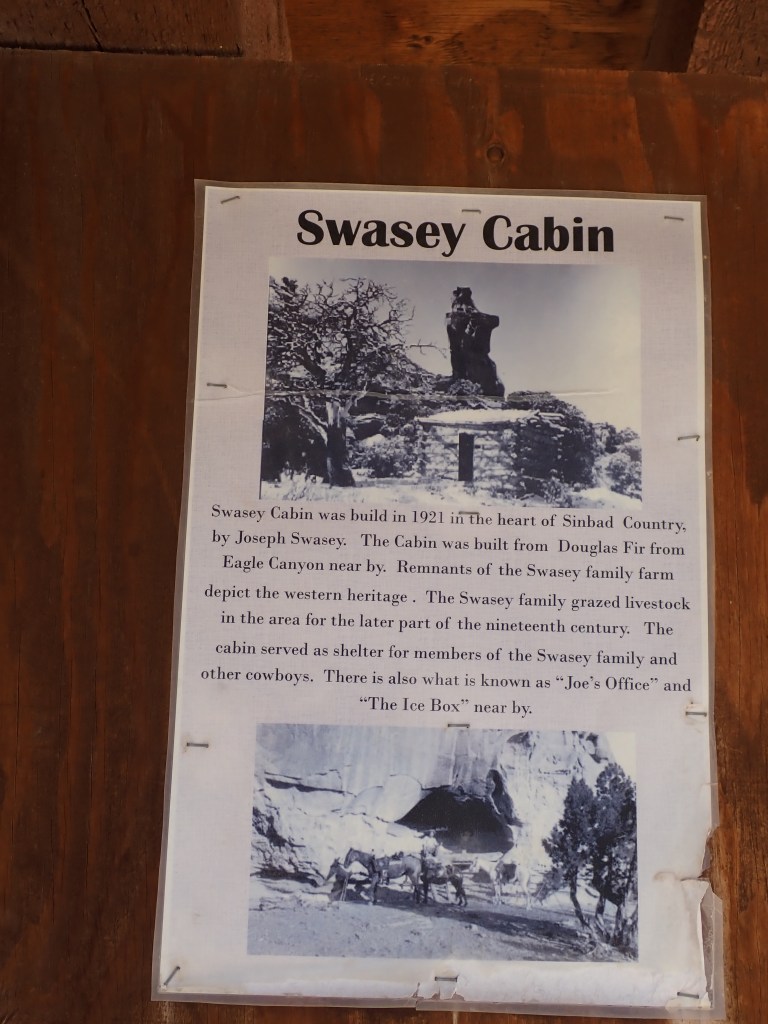 Swasey Cabin
Swasey Cabin was build in 1921 in the heart of Sinbad Country,
by Joseph Swasey. The Cabin was built from Douglas Fir from
Eagle Canyon near by. Remnants of the Swasey family farm
depict the western heritage . The Swasey family grazed livestock
in the area for the later part of the nineteenth century. The
cabin served as shelter for members of the Swasey family and
other cowboys. There is also what is known as “Joe’s Office” and
“The Ice Box” near by.